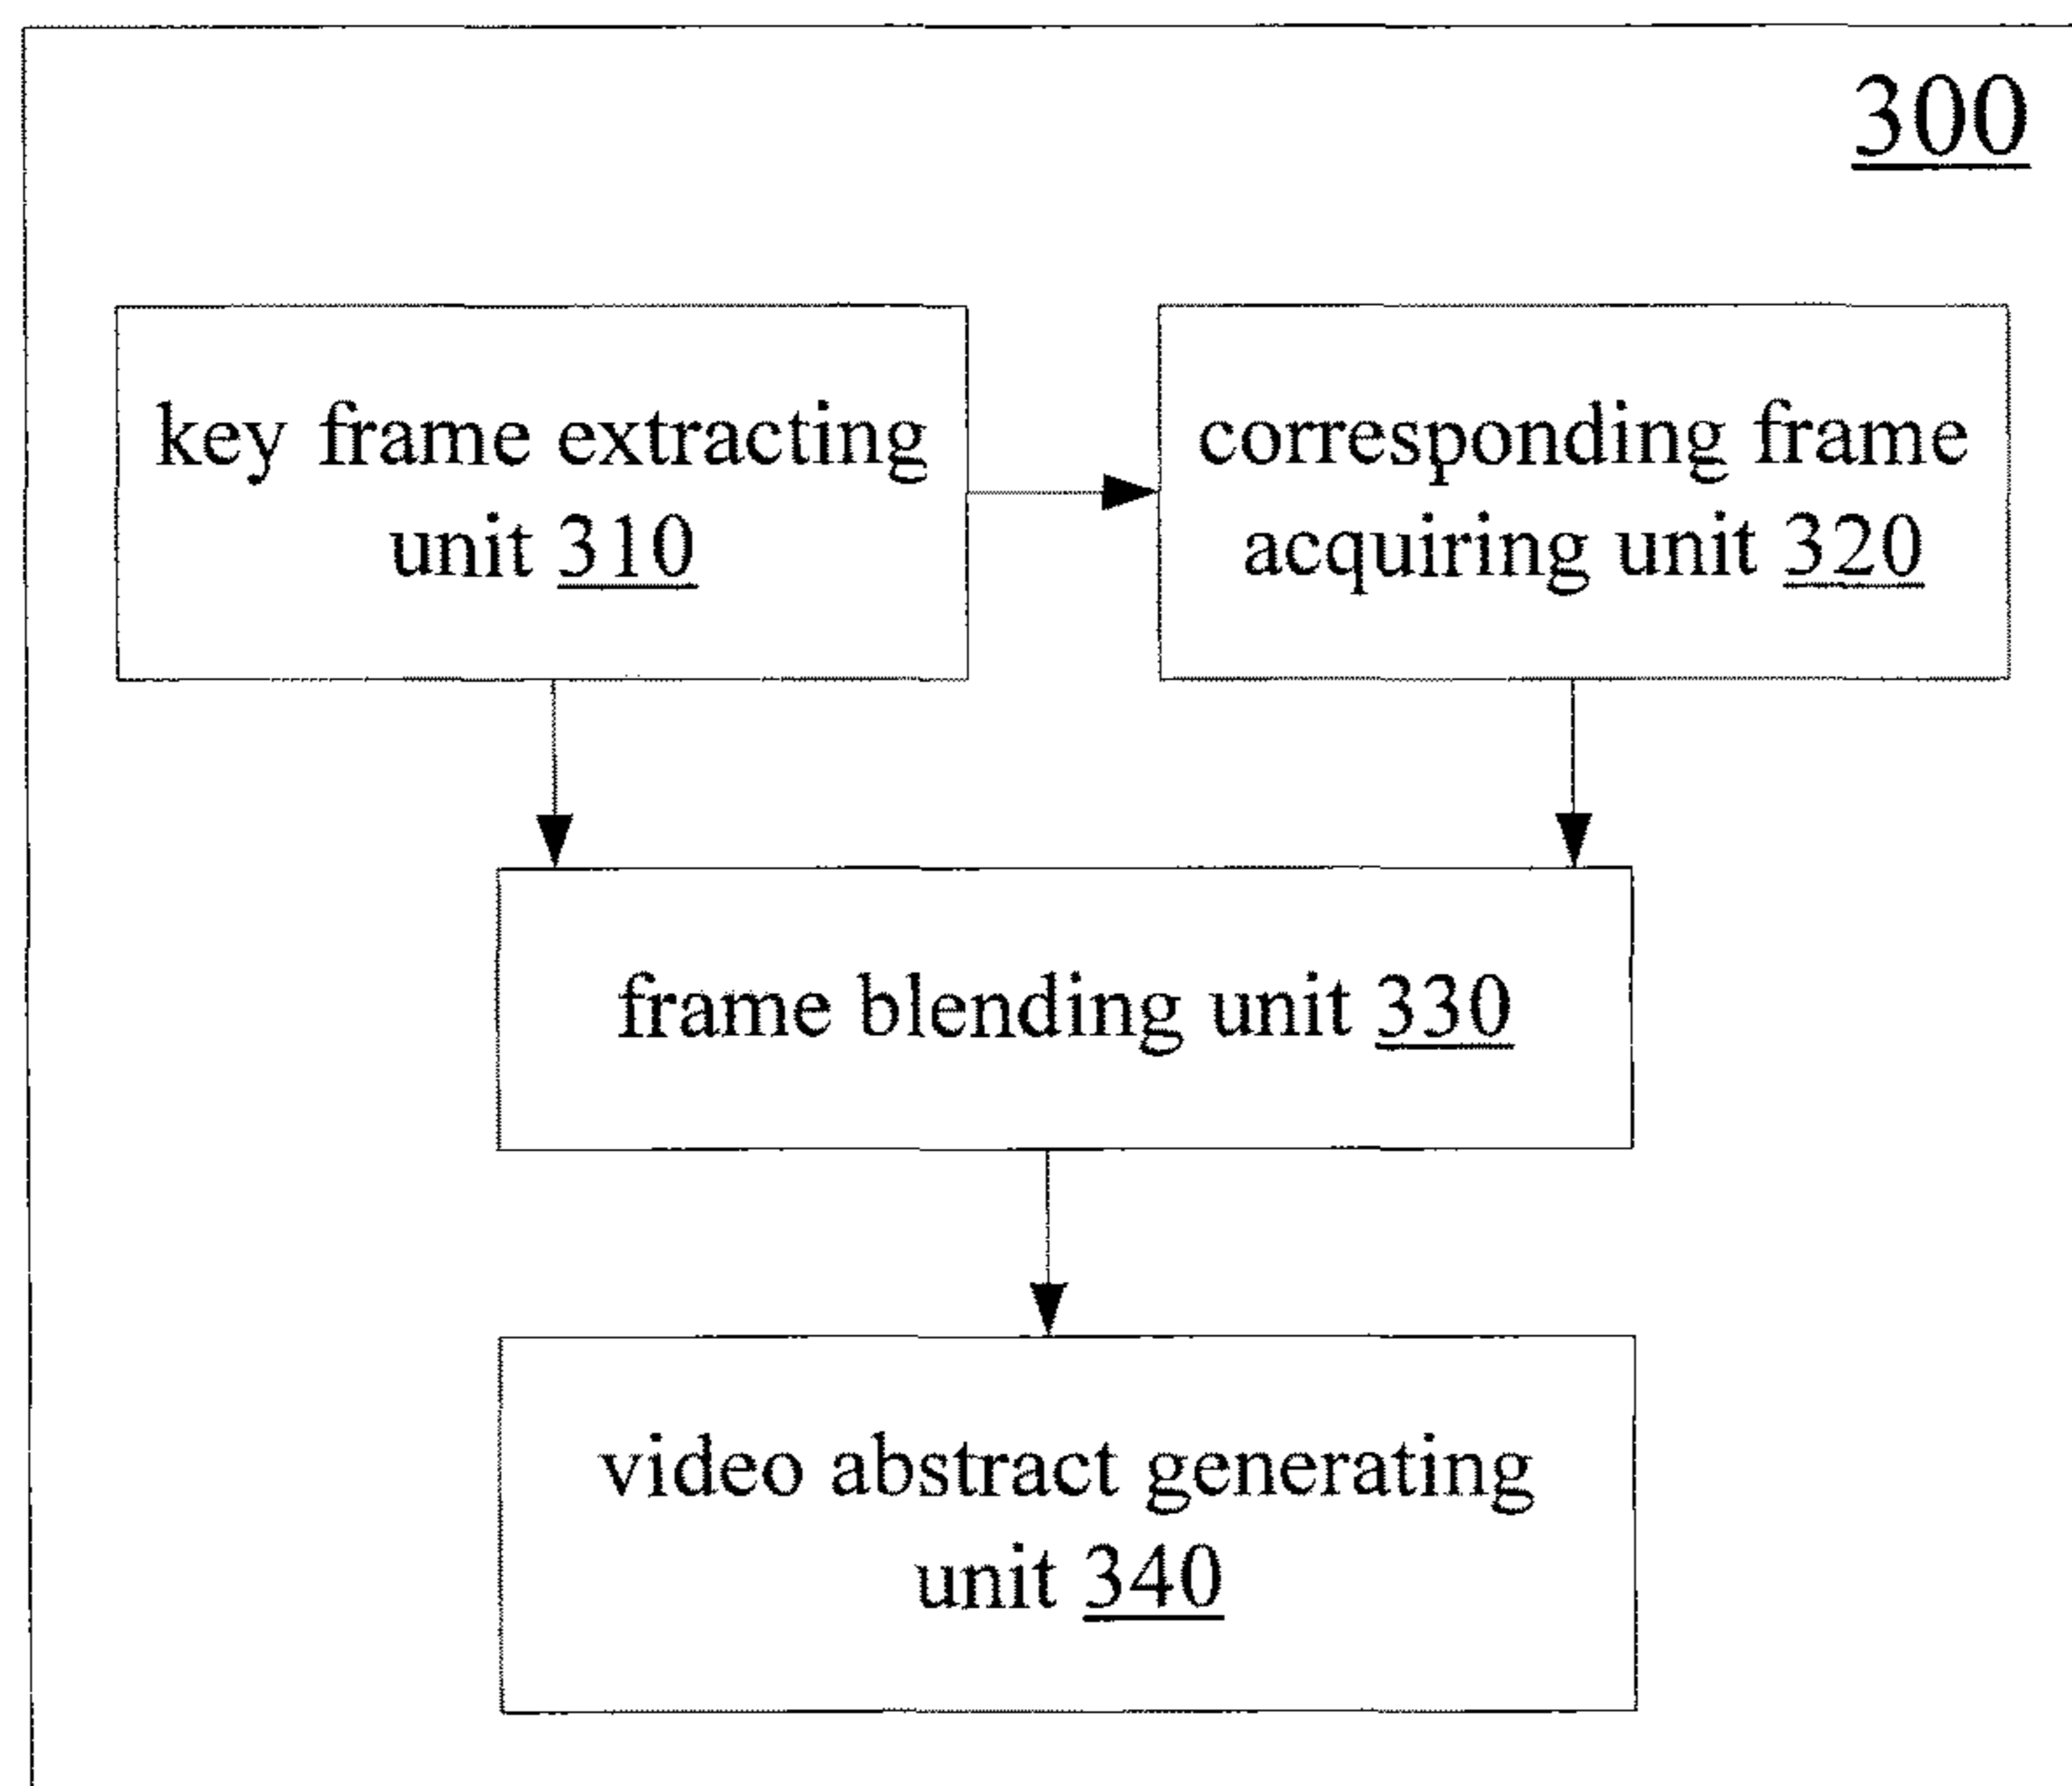 300
key frame extracting
unit 310
corresponding frame
acquiring unit 320
frame blending unit 330
video abstract generating
unit 340